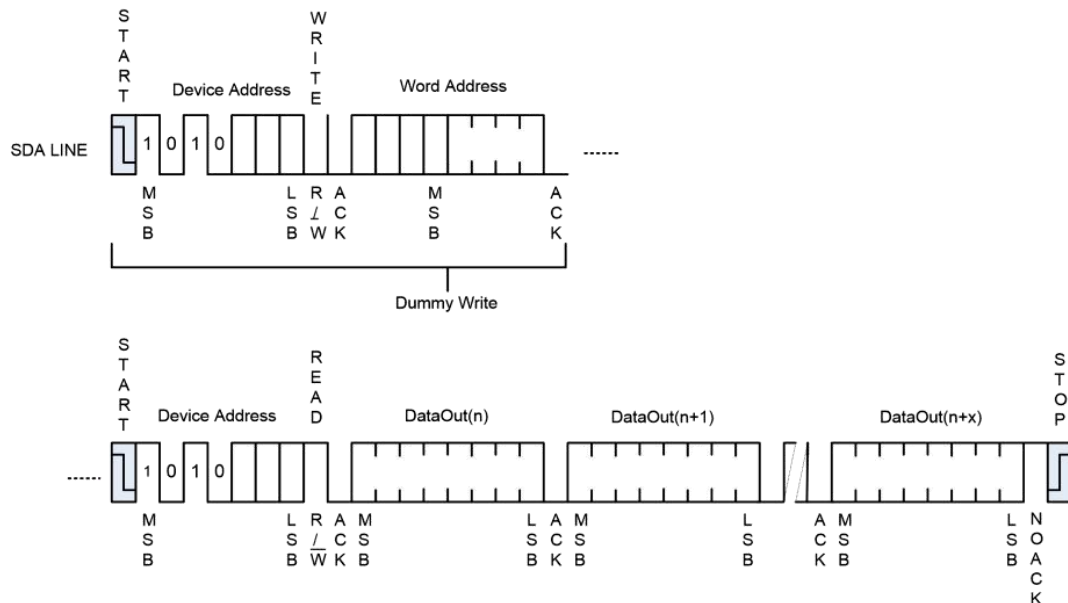 START
WRITE
Device Address
Word Address
SDA LINE
1 0 1 0
......
MSB
LSB
R/W
ACK
MSB
ACK
Dummy Write
START
READ
STOP
Device Address
DataOut(n)
DataOut(n+1)
DataOut(n+x)
......
1 0 1 0
MSB
LSB
R/W
ACK
MSB
LSB
ACK
MSB
LSB
ACK
MSB
LSB
NOACK